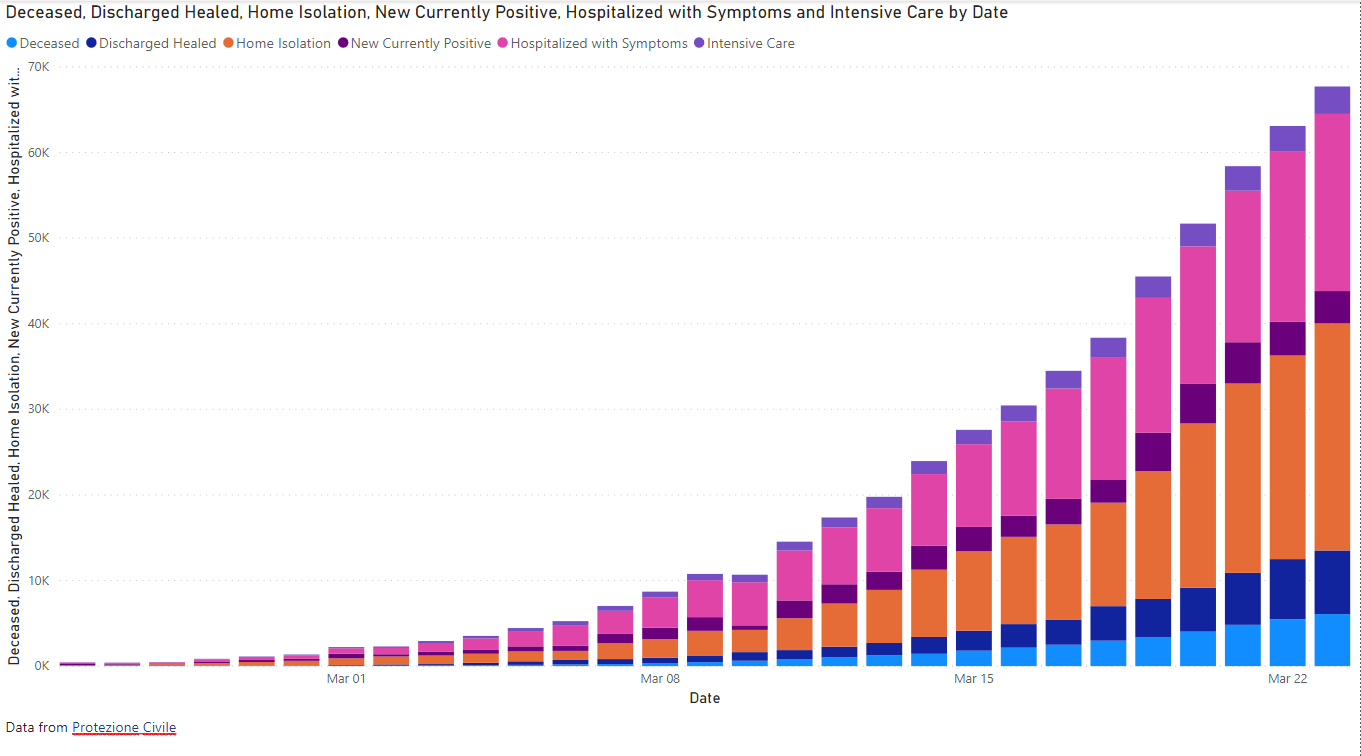 Deceased, Discharged Healed, Home Isolation, New Currently Positive, Hospitalized with Symptoms and Intensive Care by Date
Deceased Discharged Healed Home Isolation New Currently Positive Hospitalized with Symptoms Intensive Care
Deceased, Discharged Healed, Home Isolation, New Currently Positive, Hospitalized wit...
70K
60K
50K
40K
30K
20K
10K
0K
Mar 01 Mar 08 Mar 15 Mar 22
Date
Data from Protezione Civile